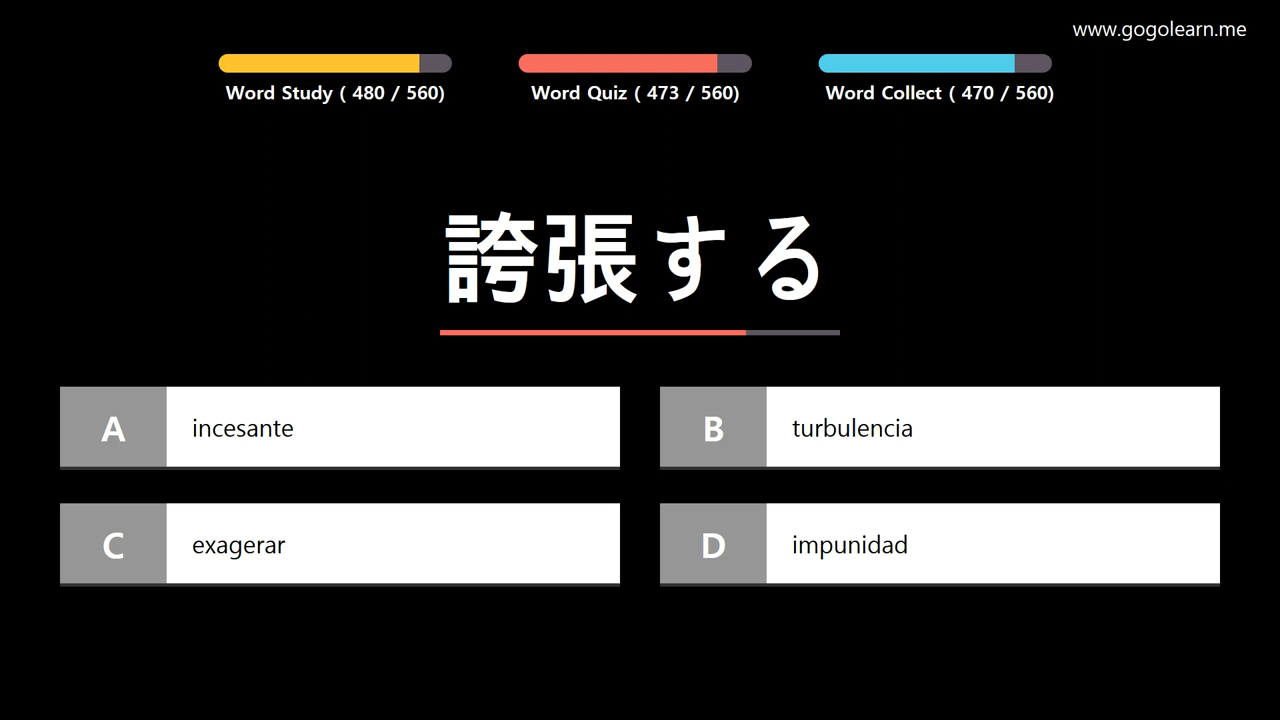 www.gogolearn.me
Word Study ( 480 / 560)
Word Quiz ( 473 / 560)
Word Collect ( 470 / 560)
誇張する
A incesante
B turbulencia
C exagerar
D impunidad